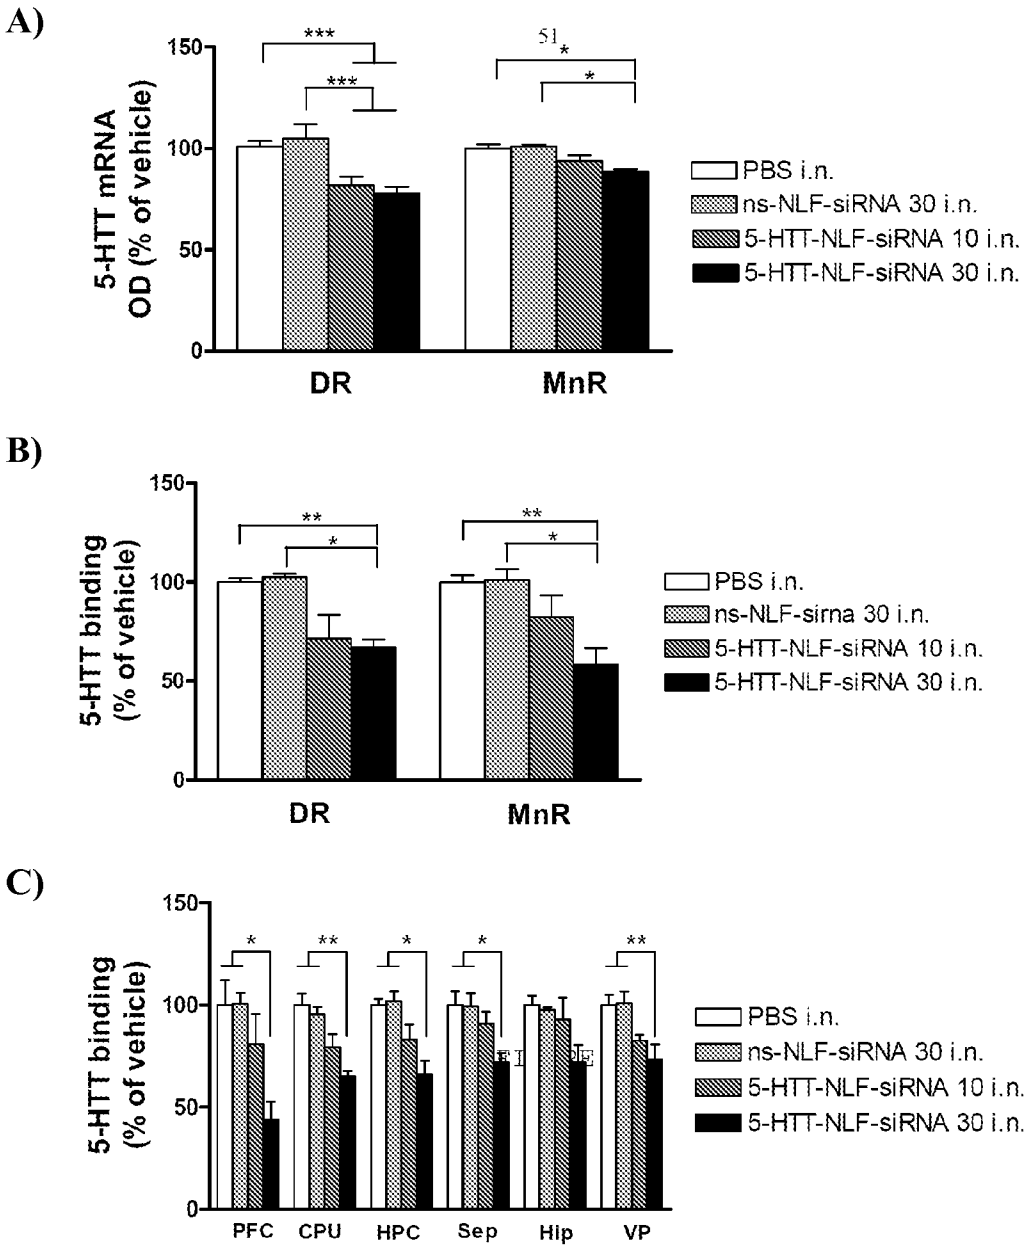 A)
5-HTT mRNA
OD (% of vehicle)
150
100
50
0
***
***
51
*
*
DR
MnR
PBS i.n.
ns-NLF-siRNA 30 i.n.
5-HTT-NLF-siRNA 10 i.n.
5-HTT-NLF-siRNA 30 i.n.
B)
5-HTT binding
(% of vehicle)
150
100
50
0
**
*
**
*
DR
MnR
PBS i.n.
ns-NLF-sirna 30 i.n.
5-HTT-NLF-siRNA 10 i.n.
5-HTT-NLF-siRNA 30 i.n.
C)
5-HTT binding
(% of vehicle)
150
100
50
0
*
**
*
*
**
PFC
CPU
HPC
Sep
Hip
VP
PBS i.n.
ns-NLF-siRNA 30 i.n.
5-HTT-NLF-siRNA 10 i.n.
5-HTT-NLF-siRNA 30 i.n.